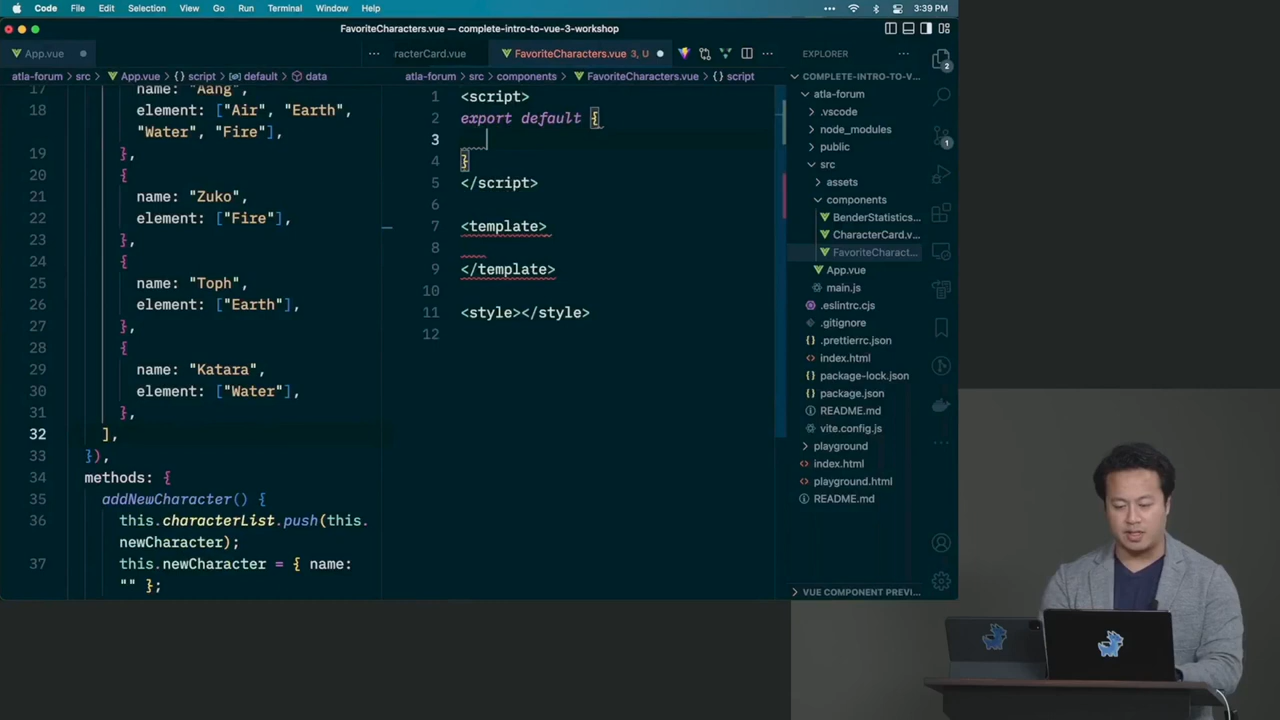 Code File Edit Selection View Go Run Terminal Window Help 3:39 PM
FavoriteCharacters.vue — complete-intro-to-vue-3-workshop
App.vue
racterCard.vue FavoriteCharacters.vue 3, U
EXPLORER
atla-forum > src > App.vue > {} script > default > data
atla-forum > src > components > FavoriteCharacters.vue > {} script
17 name: "Aang",
18 element: ["Air", "Earth",
"Water", "Fire"],
19 },
20 {
21 name: "Zuko",
22 element: ["Fire"],
23 },
24 {
25 name: "Toph",
26 element: ["Earth"],
27 },
28 {
29 name: "Katara",
30 element: ["Water"],
31 },
32 ],
33 }),
34 methods: {
35 addNewCharacter() {
36 this.characterList.push(this.
newCharacter);
37 this.newCharacter = { name:
"" };
1 <script>
2 export default {
3
4 }
5 </script>
6
7 <template>
8
9 </template>
10
11 <style></style>
12
COMPLETE-INTRO-TO-V...
atla-forum
.vscode
node_modules
public
src
assets
components
BenderStatistics...
CharacterCard.v...
FavoriteCharact...
App.vue
main.js
.eslintrc.cjs
.gitignore
.prettierrc.json
index.html
package-lock.json
package.json
README.md
vite.config.js
playground
index.html
playground.html
README.md
VUE COMPONENT PREV...
2
1